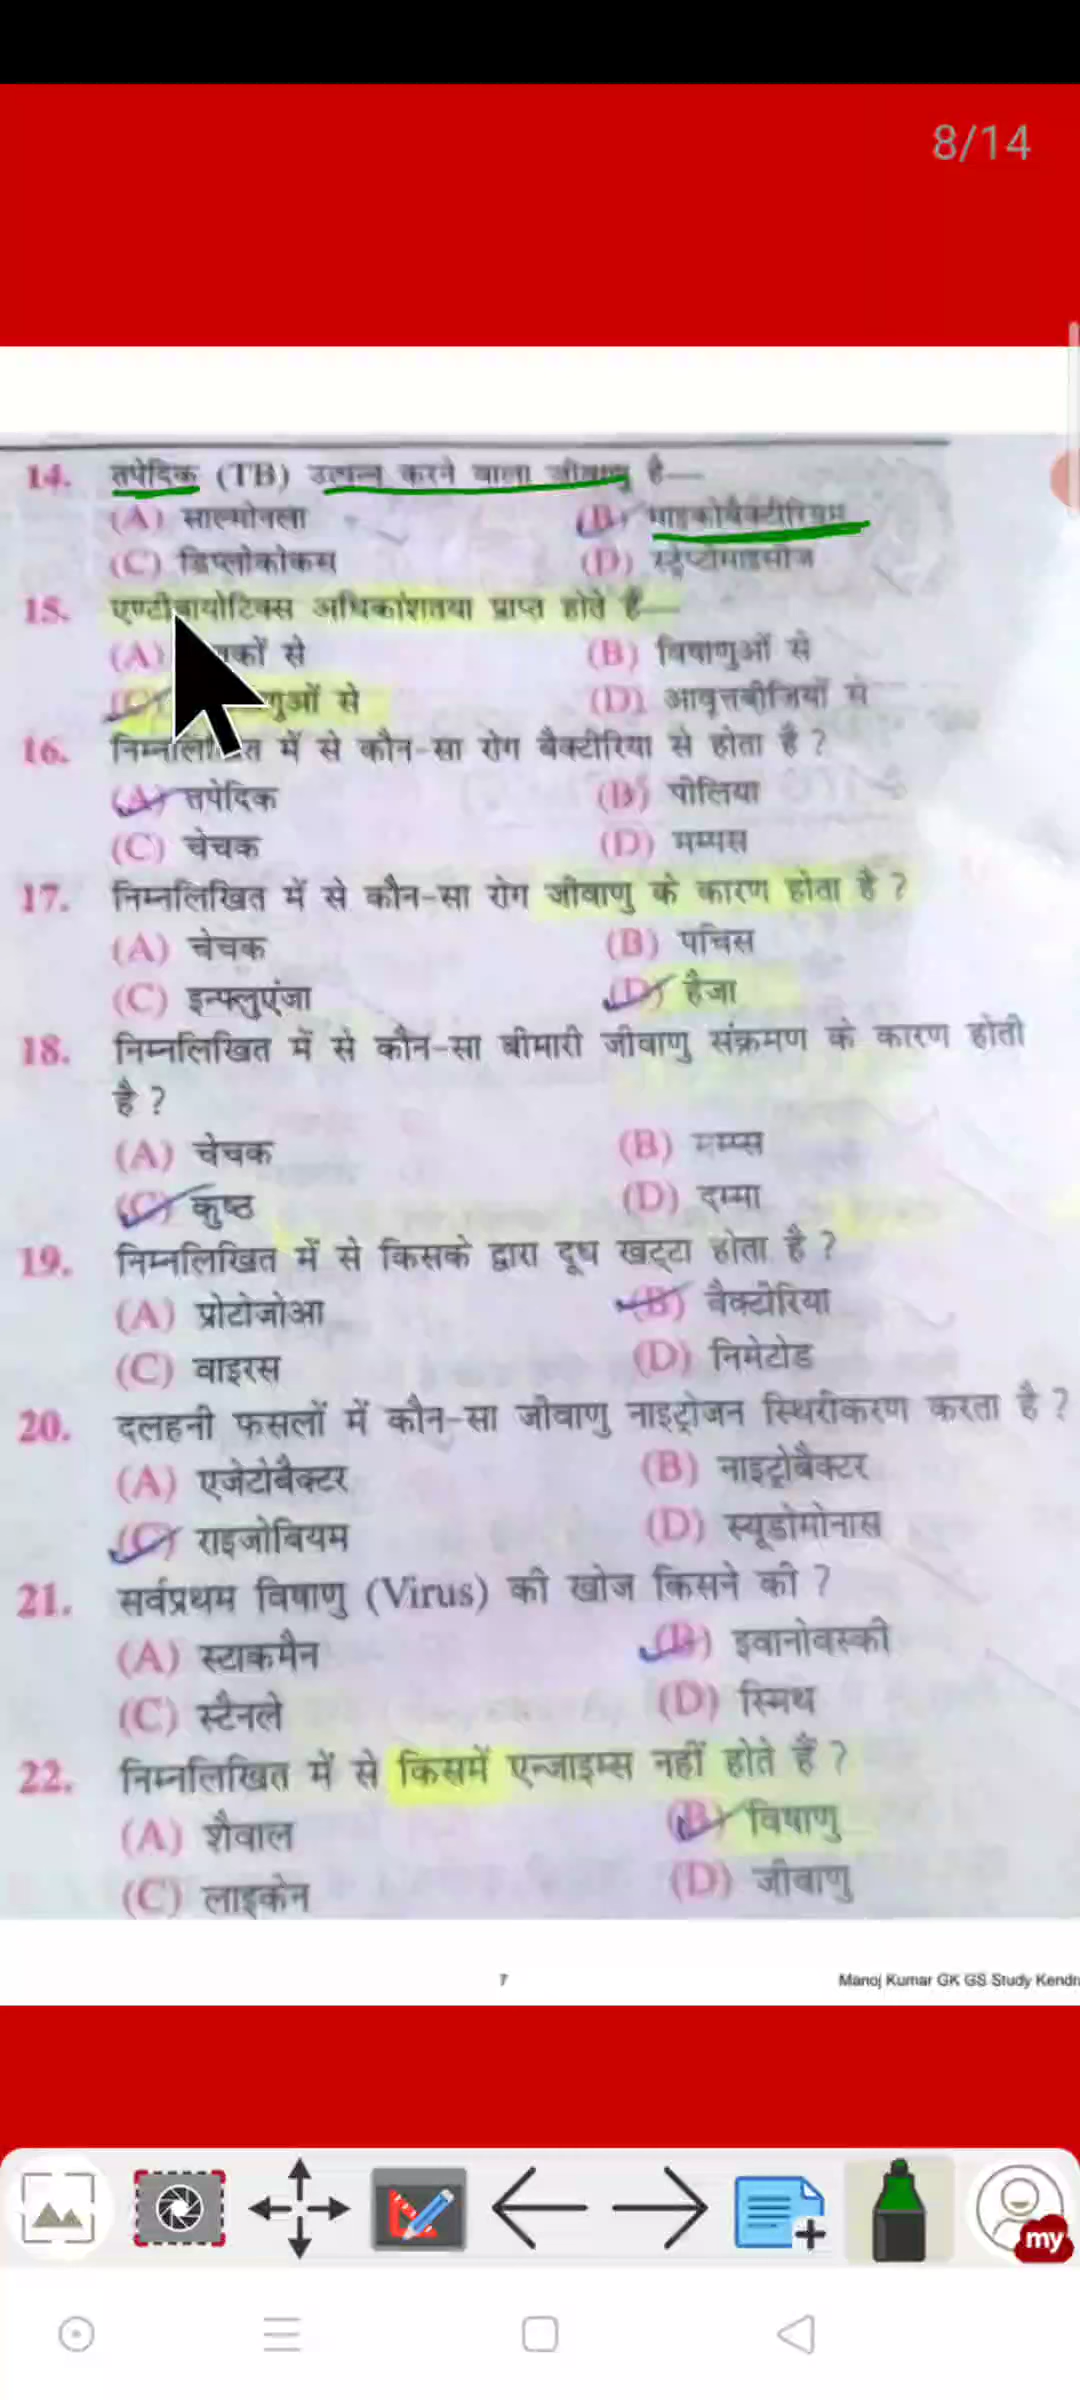 8/14
14. तपेदिक (TB) उत्पन्न करने वाला जीवाणु है—
(A) साल्मोनेला (B) माइकोबैक्टीरियम
(C) डिप्लोकोकस (D)
15. एण्टीबायोटिक्स अधिकांशतया प्राप्त होते हैं—
(A) कों से (B) विषाणुओं से
(C) णुओं से (D) आवृत्तबीजियों से
16. निम्नलिखित में से कौन-सा रोग बैक्टीरिया से होता है ?
(A) तपेदिक (B) पीलिया
(C) चेचक (D) मम्पस
17. निम्नलिखित में से कौन-सा रोग जीवाणु के कारण होता है ?
(A) चेचक (B) पेचिस
(C) इन्फ्लुएंजा (D) हैजा
18. निम्नलिखित में से कौन-सा बीमारी जीवाणु संक्रमण के कारण होती
है ?
(A) चेचक (B) मम्प्स
(C) कुष्ठ (D) दम्मा
19. निम्नलिखित में से किसके द्वारा दूध खट्टा होता है ?
(A) प्रोटोजोआ (B) बैक्टीरिया
(C) वाइरस (D) निमेटोड
20. दलहनी फसलों में कौन-सा जीवाणु नाइट्रोजन स्थिरीकरण करता है ?
(A) एजेटोबैक्टर (B) नाइट्रोबैक्टर
(C) राइजोबियम (D) स्यूडोमोनास
21. सर्वप्रथम विषाणु (Virus) की खोज किसने की ?
(A) स्टाकमैन (B) इवानोवस्की
(C) स्टैनले (D) स्मिथ
22. निम्नलिखित में से किसमें एन्जाइम्स नहीं होते हैं ?
(A) शैवाल (B) विषाणु
(C) लाइकेन (D) जीवाणु
7 Manoj Kumar GK GS Study Kendr
my